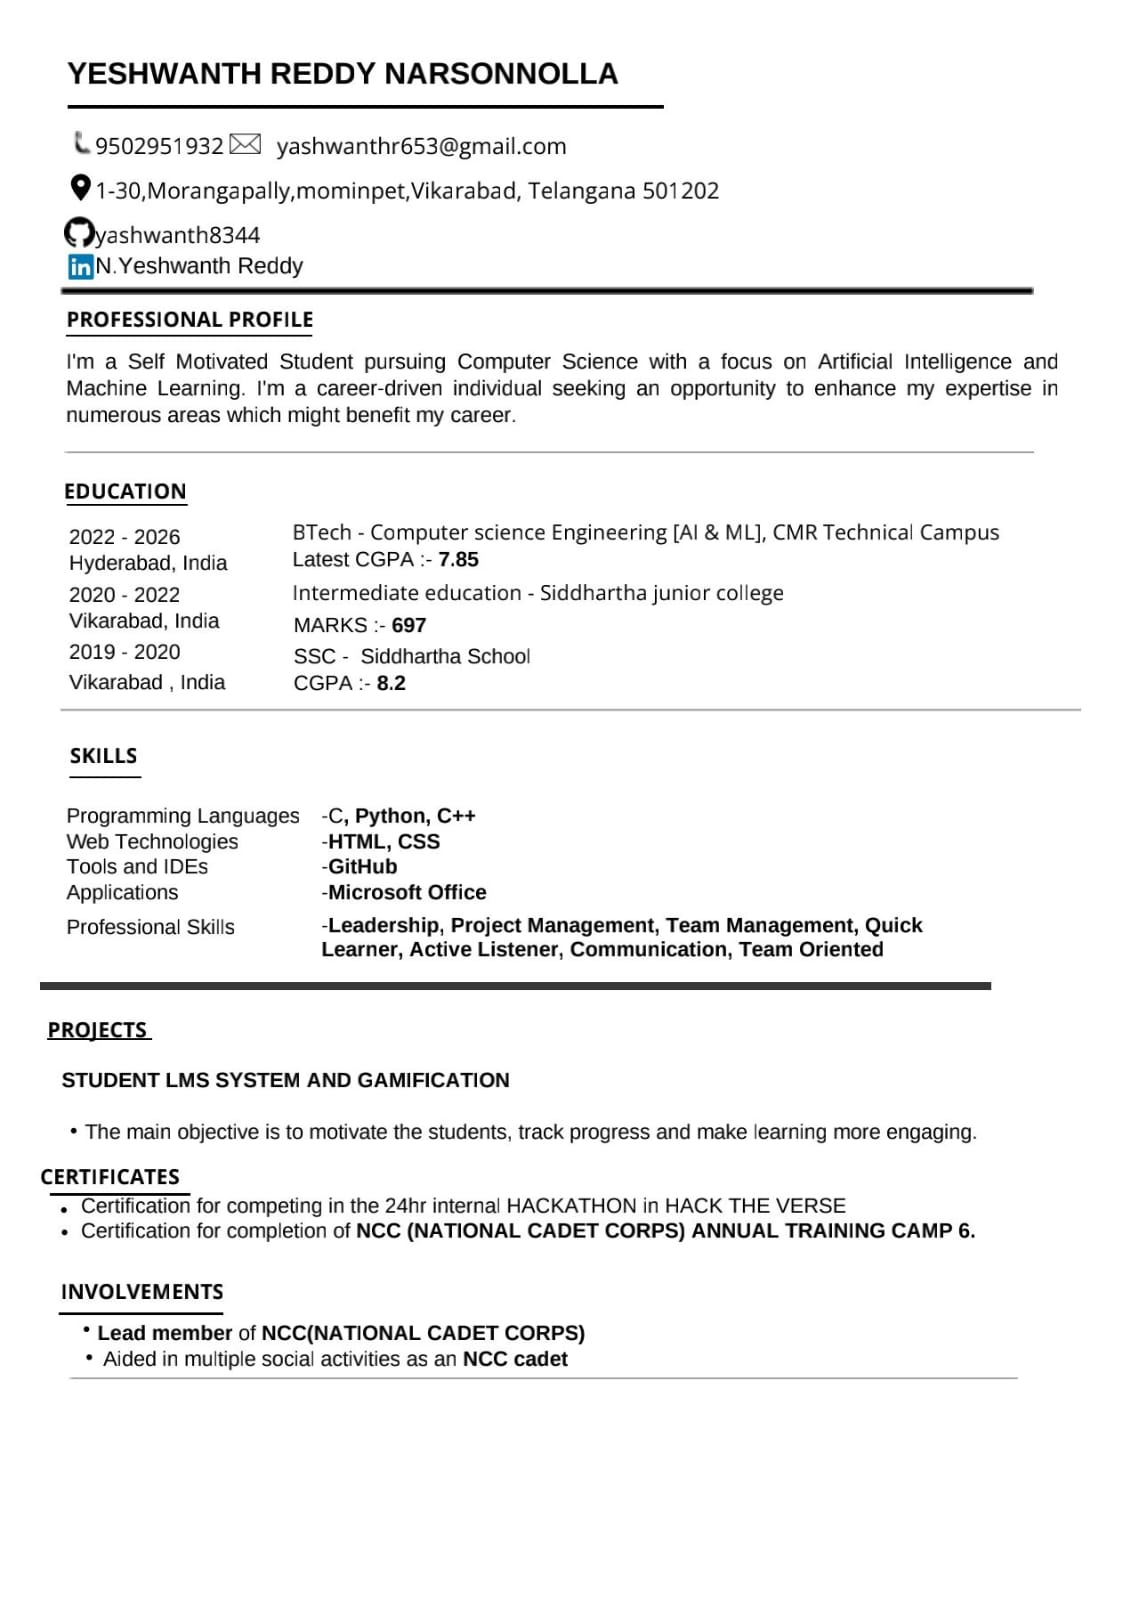 YESHWANTH REDDY NARSONNOLLA
9502951932 yashwanthr653@gmail.com
1-30,Morangapally,mominpet,Vikarabad, Telangana 501202
yashwanth8344
in N.Yeshwanth Reddy
PROFESSIONAL PROFILE
I'm a Self Motivated Student pursuing Computer Science with a focus on Artificial Intelligence and
Machine Learning. I'm a career-driven individual seeking an opportunity to enhance my expertise in
numerous areas which might benefit my career.
EDUCATION
2022 - 2026 BTech - Computer science Engineering [AI & ML], CMR Technical Campus
Hyderabad, India Latest CGPA :- 7.85
2020 - 2022 Intermediate education - Siddhartha junior college
Vikarabad, India MARKS :- 697
2019 - 2020 SSC - Siddhartha School
Vikarabad , India CGPA :- 8.2
SKILLS
Programming Languages -C, Python, C++
Web Technologies -HTML, CSS
Tools and IDEs -GitHub
Applications -Microsoft Office
Professional Skills -Leadership, Project Management, Team Management, Quick
Learner, Active Listener, Communication, Team Oriented
PROJECTS
STUDENT LMS SYSTEM AND GAMIFICATION
• The main objective is to motivate the students, track progress and make learning more engaging.
CERTIFICATES
• Certification for competing in the 24hr internal HACKATHON in HACK THE VERSE
• Certification for completion of NCC (NATIONAL CADET CORPS) ANNUAL TRAINING CAMP 6.
INVOLVEMENTS
• Lead member of NCC(NATIONAL CADET CORPS)
• Aided in multiple social activities as an NCC cadet